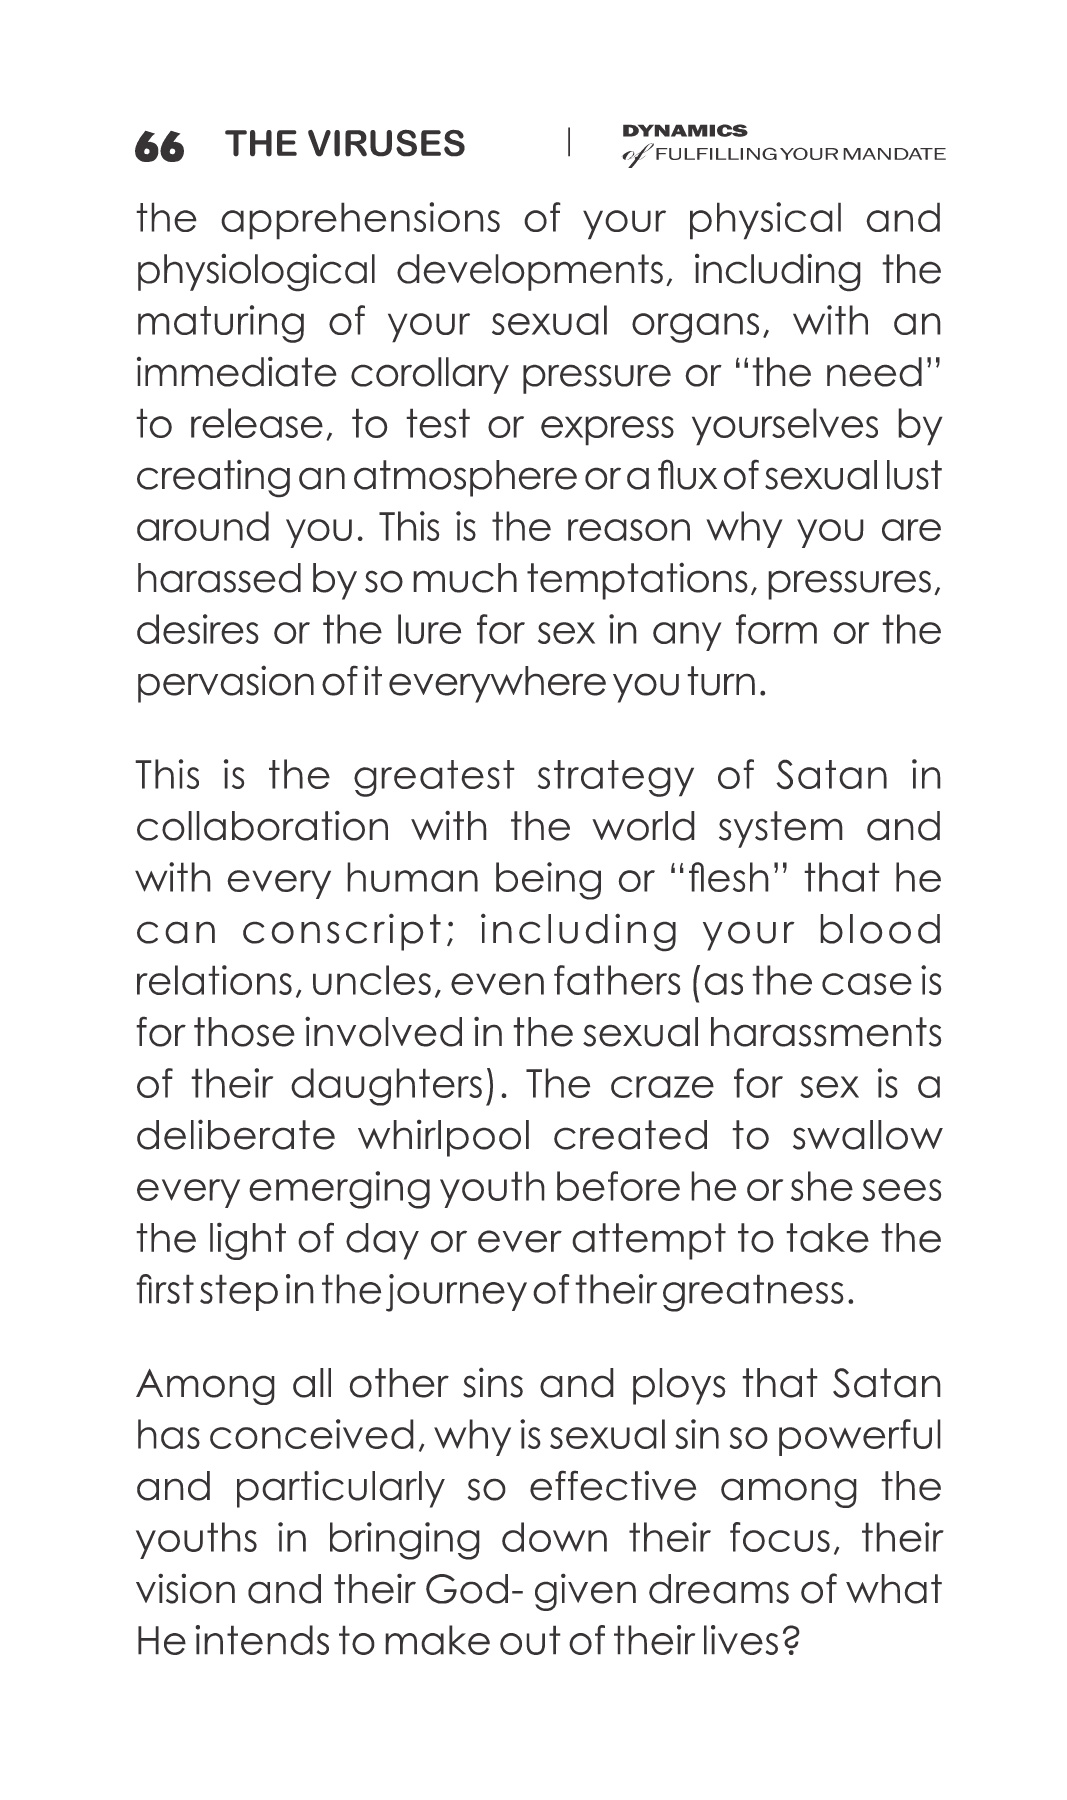 66 THE VIRUSES | DYNAMICS
of FULFILLING YOUR MANDATE
the apprehensions of your physical and
physiological developments, including the
maturing of your sexual organs, with an
immediate corollary pressure or “the need”
to release, to test or express yourselves by
creating an atmosphere or a flux of sexual lust
around you. This is the reason why you are
harassed by so much temptations, pressures,
desires or the lure for sex in any form or the
pervasion of it everywhere you turn.
This is the greatest strategy of Satan in
collaboration with the world system and
with every human being or “flesh” that he
can conscript; including your blood
relations, uncles, even fathers (as the case is
for those involved in the sexual harassments
of their daughters). The craze for sex is a
deliberate whirlpool created to swallow
every emerging youth before he or she sees
the light of day or ever attempt to take the
first step in the journey of their greatness.
Among all other sins and ploys that Satan
has conceived, why is sexual sin so powerful
and particularly so effective among the
youths in bringing down their focus, their
vision and their God- given dreams of what
He intends to make out of their lives?